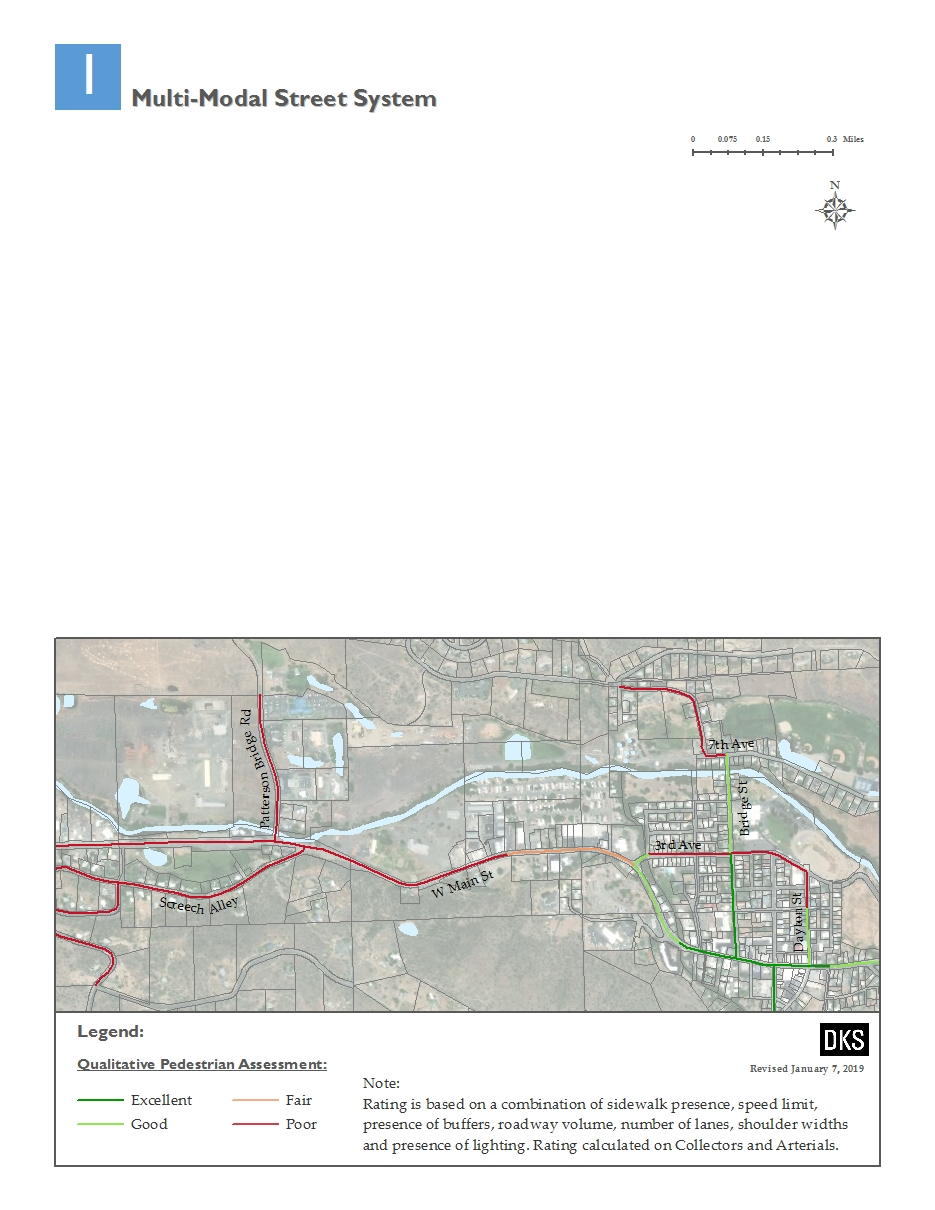 I
Multi-Modal Street System
0 0.075 0.15 0.3 Miles
N
Patterson Bridge Rd
7th Ave
Bridge St
3rd Ave
W Main St
Screech Alley
Dayton St
Legend:
DKS
Qualitative Pedestrian Assessment:
Revised January 7, 2019
Excellent
Fair
Good
Poor
Note:
Rating is based on a combination of sidewalk presence, speed limit,
presence of buffers, roadway volume, number of lanes, shoulder widths
and presence of lighting. Rating calculated on Collectors and Arterials.